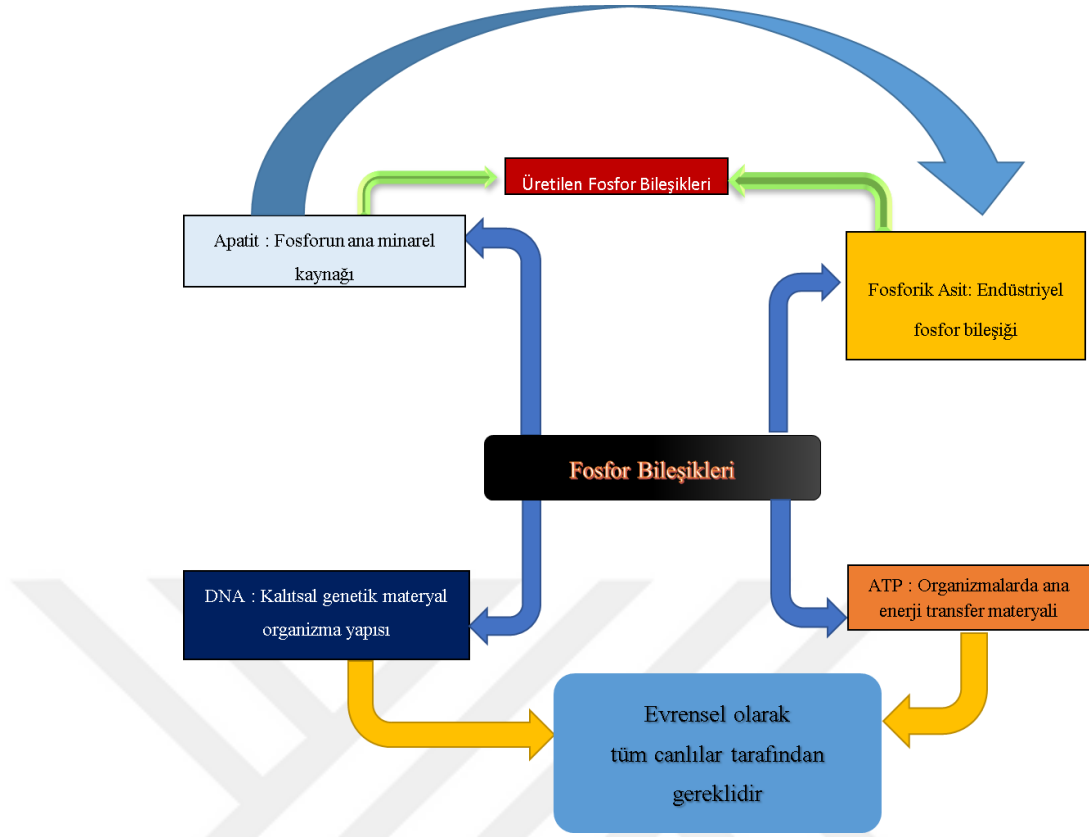 Üretilen Fosfor Bileşikleri
Apatit : Fosforun ana minarel
kaynağı
Fosforik Asit: Endüstriyel
fosfor bileşiği
Fosfor Bileşikleri
DNA : Kalıtsal genetik materyal
organizma yapısı
ATP : Organizmalarda ana
enerji transfer materyali
Evrensel olarak
tüm canlılar tarafından
gereklidir